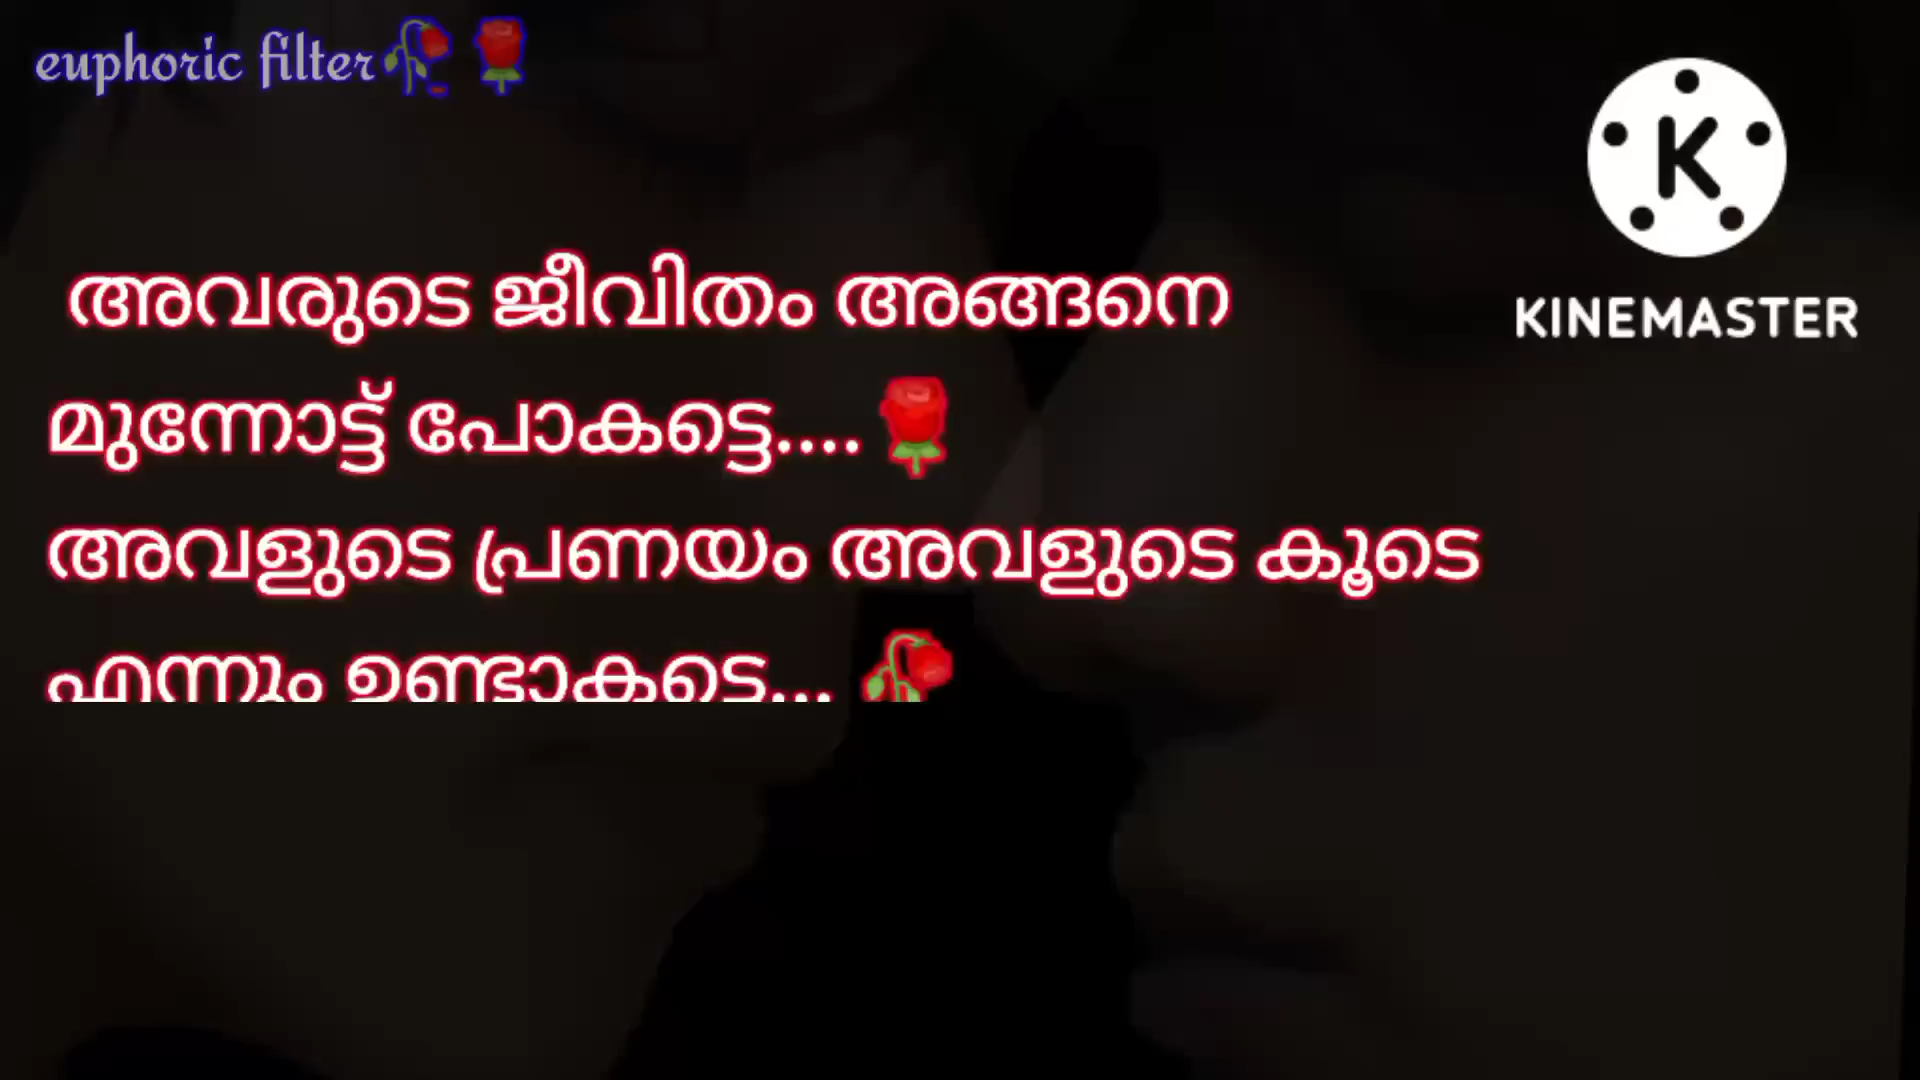 euphoric filter🥀🌹
KINEMASTER
അവരുടെ ജീവിതം അങ്ങനെ
മുന്നോട്ട് പോകട്ടെ....🌹
അവളുടെ പ്രണയം അവളുടെ കൂടെ
എന്നും ഉണ്ടാകട്ടെ... 🥀